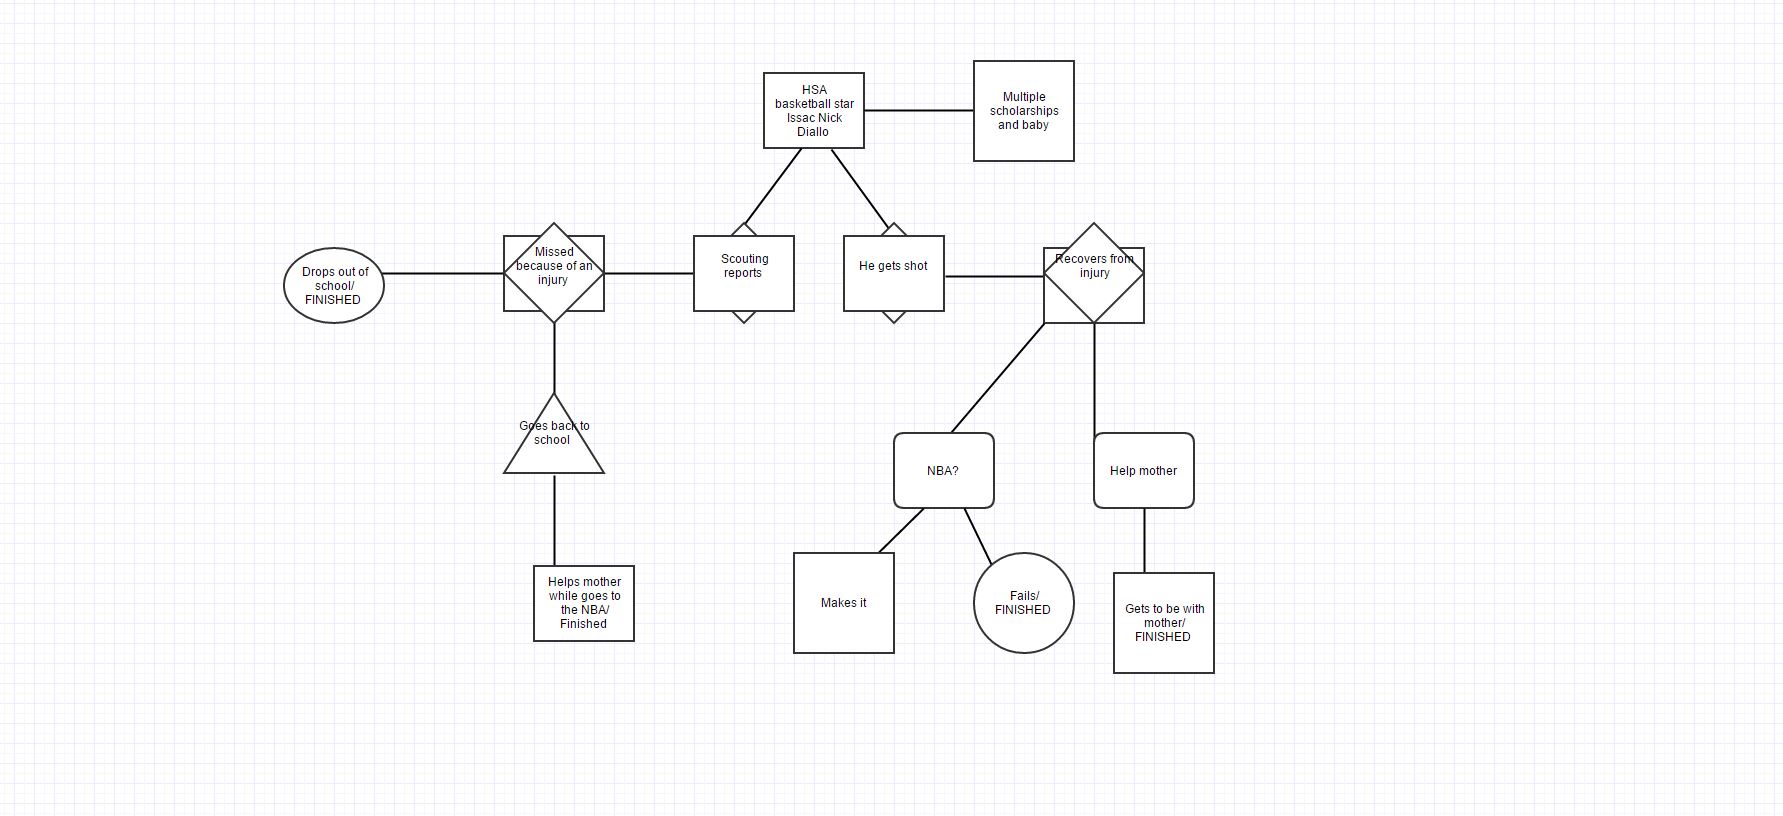 HSA
basketball star
Issac Nick
Diallo
Multiple
scholarships
and baby
Drops out of
school/
FINISHED
Missed
because of an
injury
Scouting
reports
He gets shot
Recovers from
injury
Goes back to
school
NBA?
Help mother
Helps mother
while goes to
the NBA/
Finished
Makes it
Fails/
FINISHED
Gets to be with
mother/
FINISHED